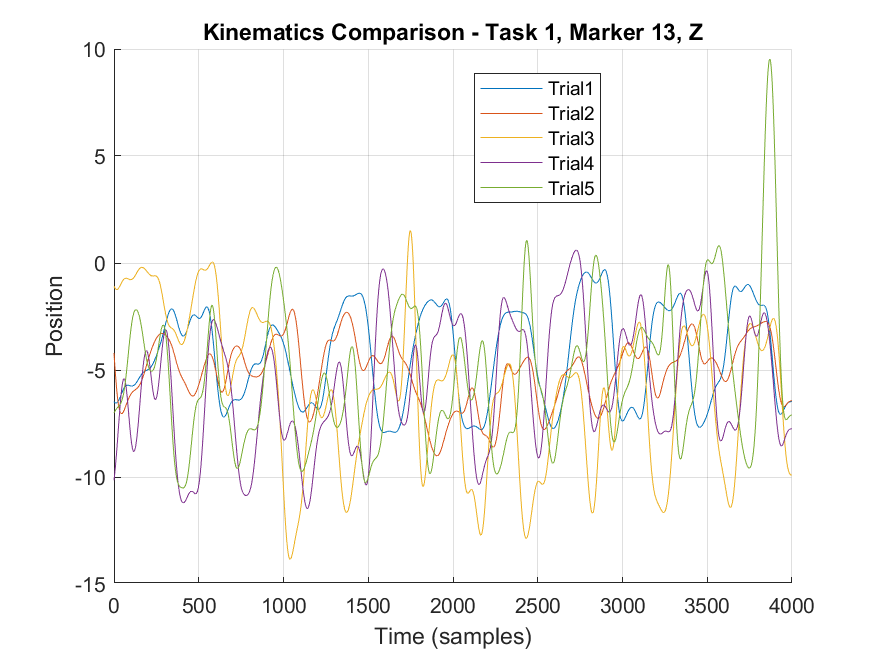 Kinematics Comparison - Task 1, Marker 13, Z
10
5
0
-5
-10
-15
Position
Trial1
Trial2
Trial3
Trial4
Trial5
0 500 1000 1500 2000 2500 3000 3500 4000
Time (samples)